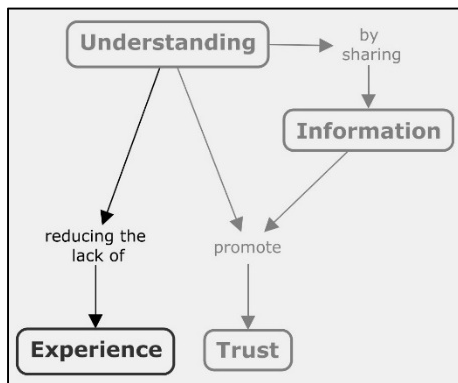 Understanding
by
sharing
Information
reducing the
lack of
promote
Experience
Trust